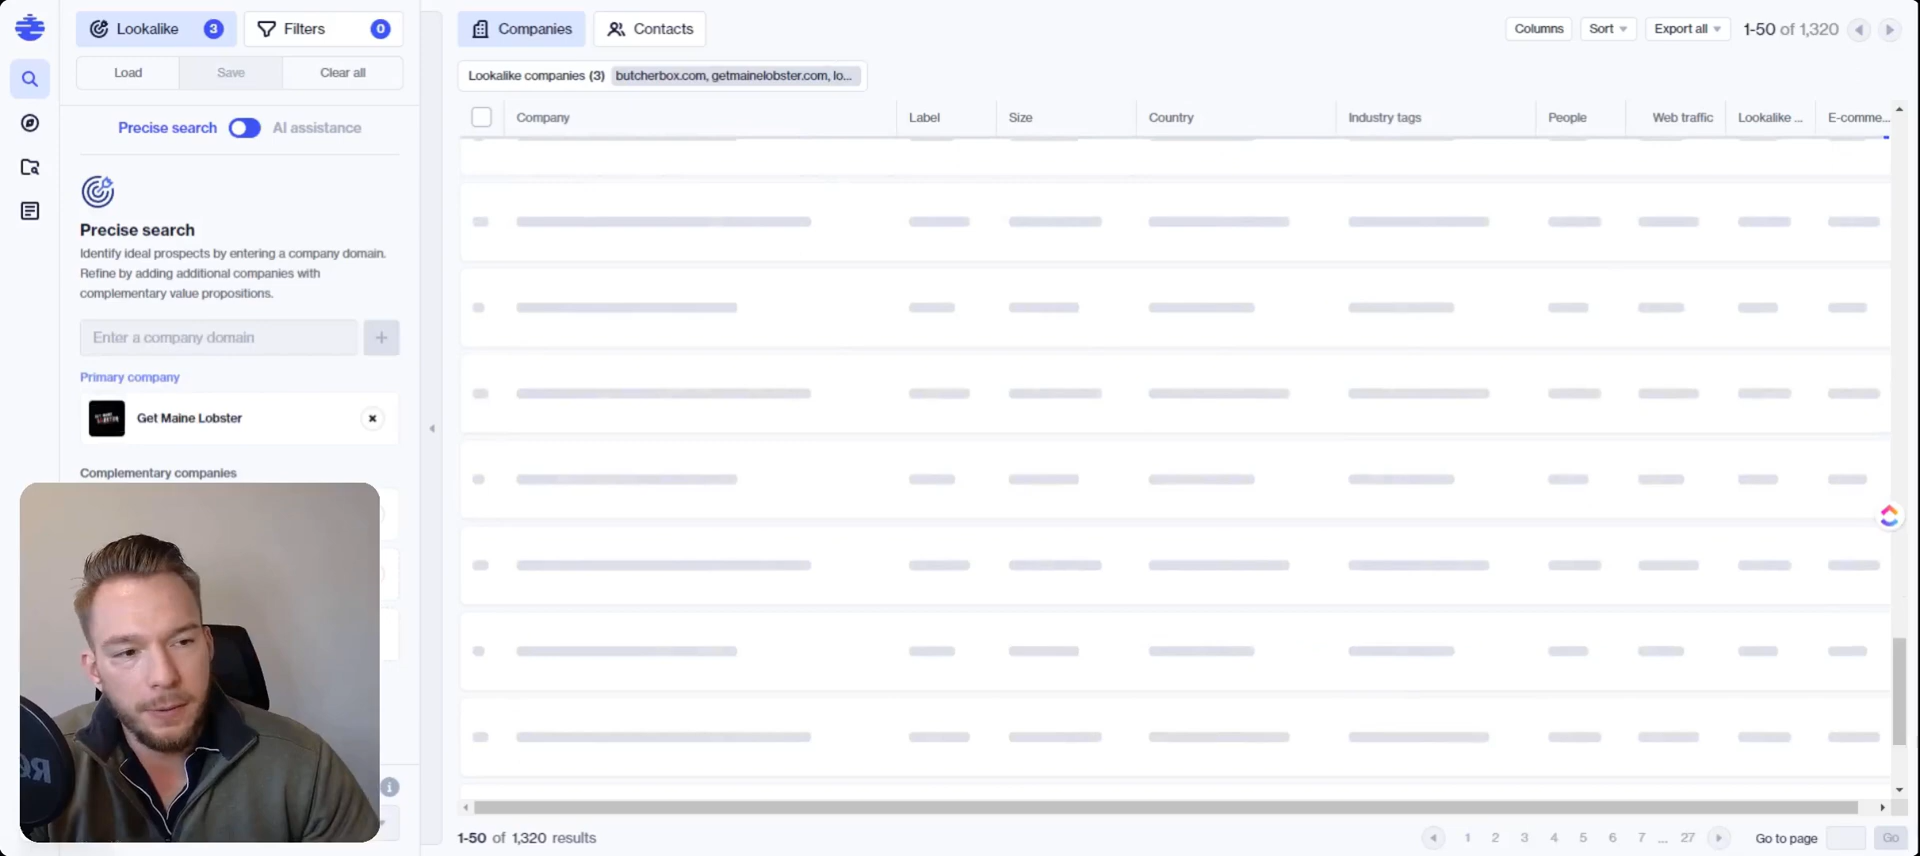 Lookalike 3
Filters 0
Load
Save
Clear all
Precise search
AI assistance
Precise search
Identify ideal prospects by entering a company domain.
Refine by adding additional companies with
complementary value propositions.
Enter a company domain
Primary company
Get Maine Lobster
Complementary companies
Companies
Contacts
Columns
Sort
Export all
1-50 of 1,320
Lookalike companies (3) butcherbox.com, getmainelobster.com, lo...
Company
Label
Size
Country
Industry tags
People
Web traffic
Lookalike ...
E-comme...
1-50 of 1,320 results
1 2 3 4 5 6 7 ... 27
Go to page
Go